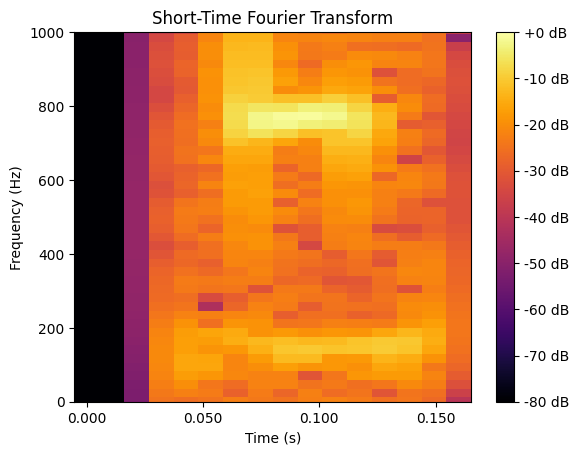 Short-Time Fourier Transform
1000
800
600
400
200
0
Frequency (Hz)
0.000
0.050
0.100
0.150
Time (s)
+0 dB
-10 dB
-20 dB
-30 dB
-40 dB
-50 dB
-60 dB
-70 dB
-80 dB